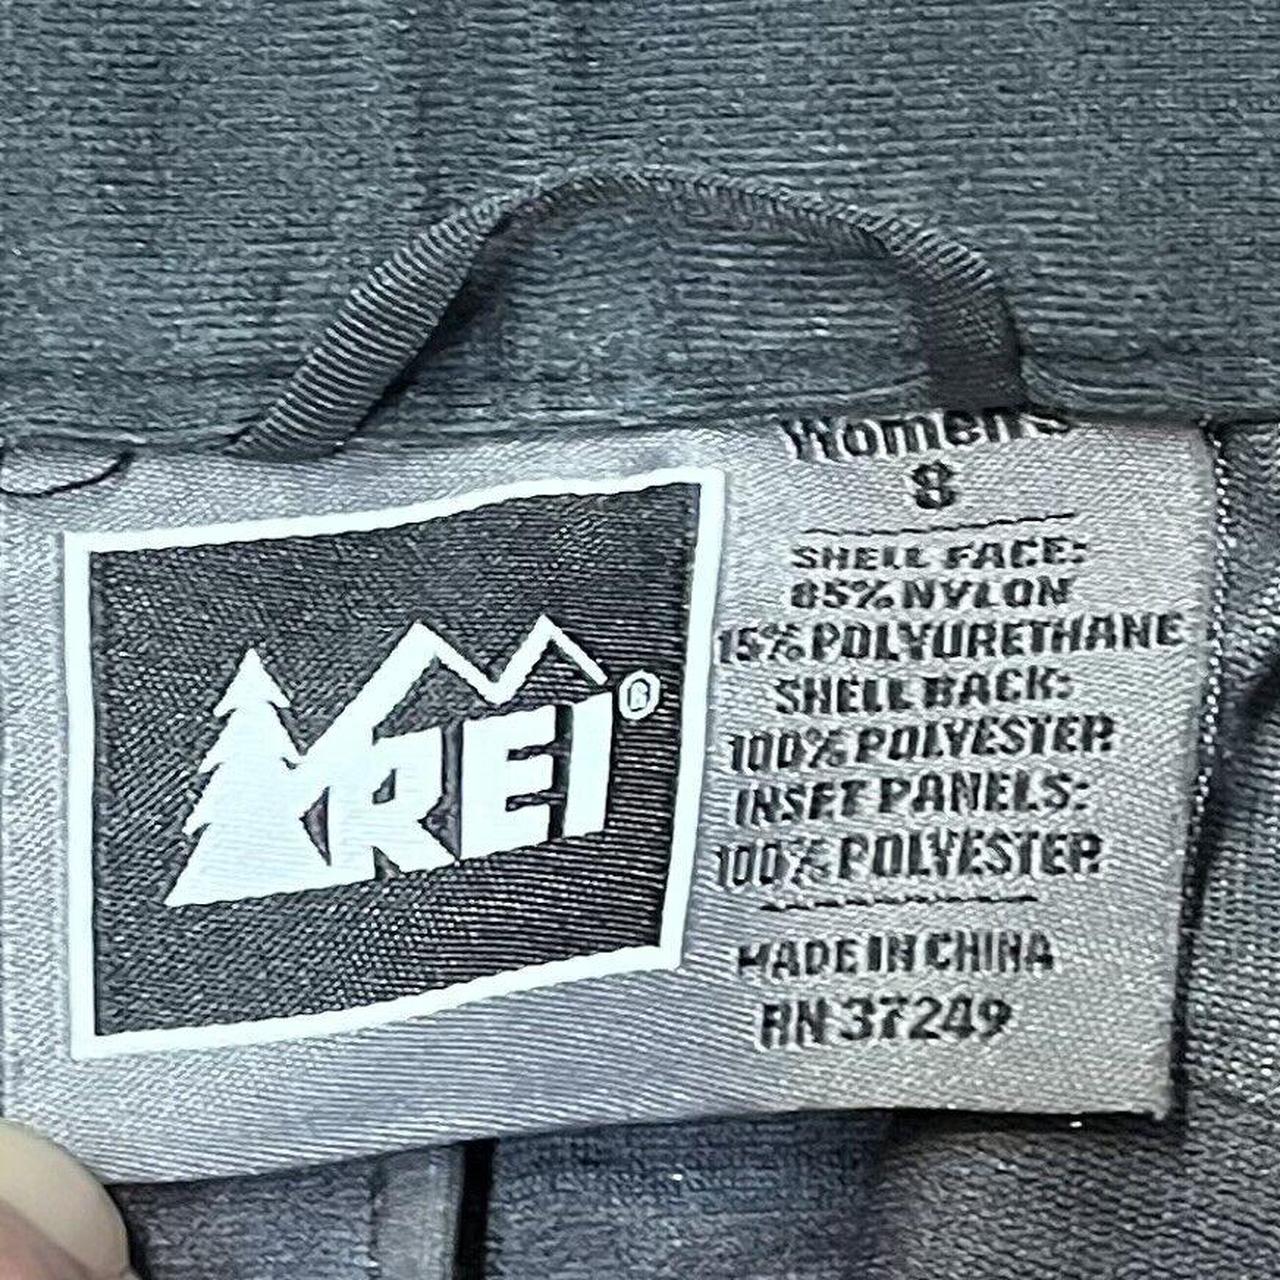 REI®
Women's
S
SHELL FACE:
85% NYLON
15% POLYURETHANE
SHELL BACK:
100% POLYESTER
INSET PANELS:
100% POLYESTER
MADE IN CHINA
RN 37249